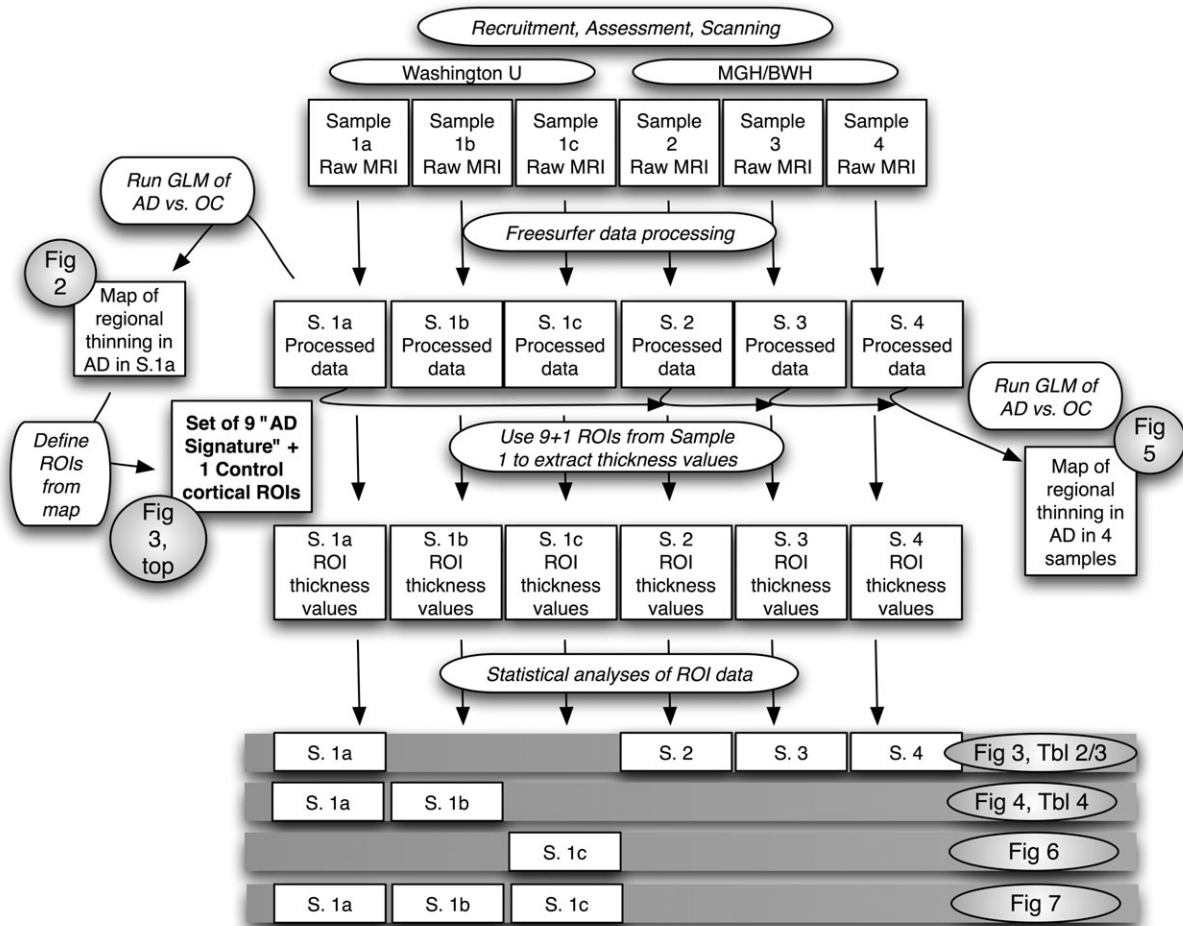 Recruitment, Assessment, Scanning
Washington U
MGH/BWH
Sample
1a
Raw MRI
Sample
1b
Raw MRI
Sample
1c
Raw MRI
Sample
2
Raw MRI
Sample
3
Raw MRI
Sample
4
Raw MRI
Run GLM of
AD vs. OC
Freesurfer data processing
Fig
2
Map of
regional
thinning in
AD in S.1a
S. 1a
Processed
data
S. 1b
Processed
data
S. 1c
Processed
data
S. 2
Processed
data
S. 3
Processed
data
S. 4
Processed
data
Run GLM of
AD vs. OC
Fig
5
Map of
regional
thinning in
AD in 4
samples
Define
ROIs
from
map
Set of 9 "AD
Signature" +
1 Control
cortical ROIs
Fig
3,
top
Use 9+1 ROIs from Sample
1 to extract thickness values
S. 1a
ROI
thickness
values
S. 1b
ROI
thickness
values
S. 1c
ROI
thickness
values
S. 2
ROI
thickness
values
S. 3
ROI
thickness
values
S. 4
ROI
thickness
values
Statistical analyses of ROI data
S. 1a
S. 2
S. 3
S. 4
Fig 3, Tbl 2/3
S. 1a
S. 1b
Fig 4, Tbl 4
S. 1c
Fig 6
S. 1a
S. 1b
S. 1c
Fig 7